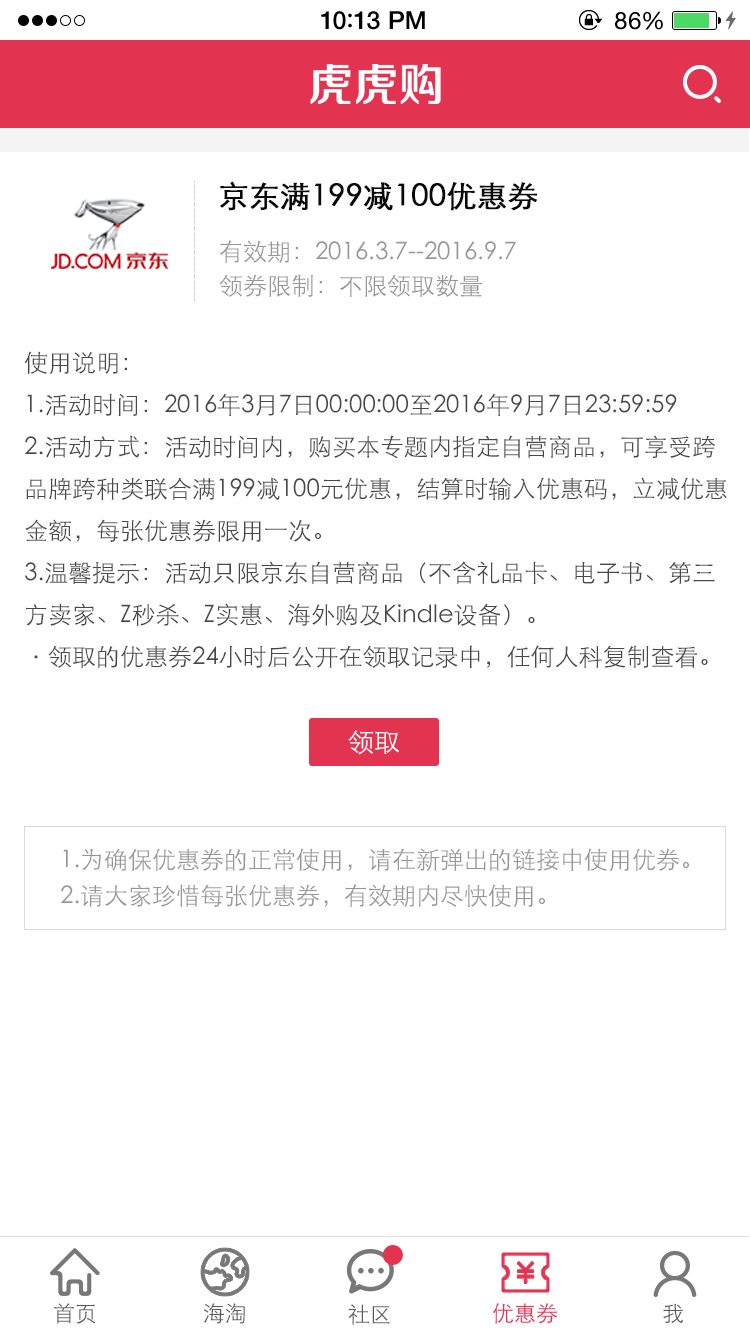 10:13 PM 86%
虎虎购
京东满199减100优惠券
JD.COM 京东
有效期：2016.3.7--2016.9.7
领券限制：不限领取数量
使用说明：
1.活动时间：2016年3月7日00:00:00至2016年9月7日23:59:59
2.活动方式：活动时间内，购买本专题内指定自营商品，可享受跨
品牌跨种类联合满199减100元优惠，结算时输入优惠码，立减优惠
金额，每张优惠券限用一次。
3.温馨提示：活动只限京东自营商品（不含礼品卡、电子书、第三
方卖家、Z秒杀、Z实惠、海外购及Kindle设备）。
·领取的优惠券24小时后公开在领取记录中，任何人科复制查看。
领取
1.为确保优惠券的正常使用，请在新弹出的链接中使用优券。
2.请大家珍惜每张优惠券，有效期内尽快使用。
首页 海淘 社区 优惠券 我